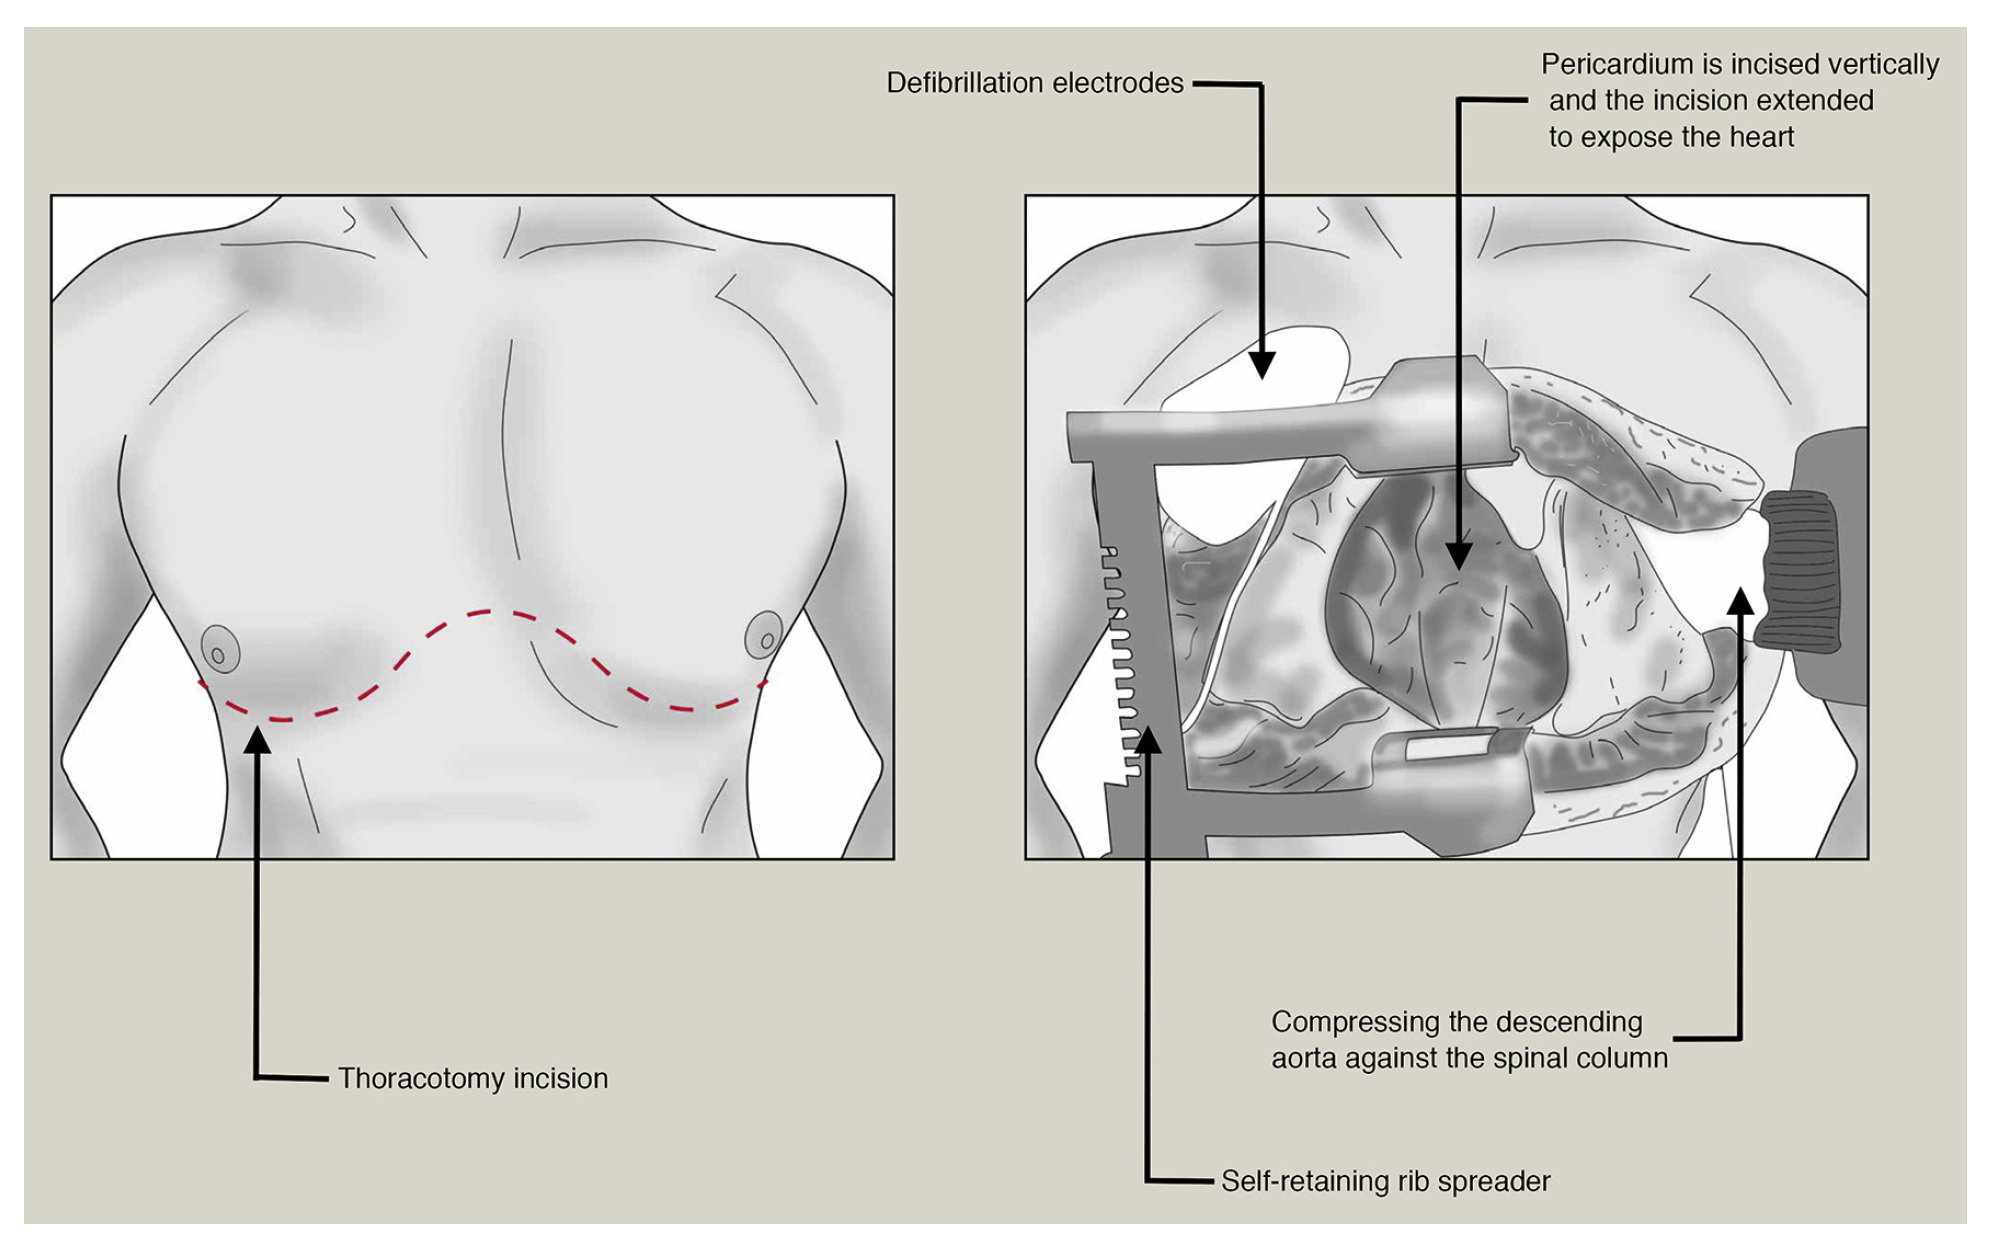 Defibrillation electrodes
Pericardium is incised vertically
and the incision extended
to expose the heart
Thoracotomy incision
Compressing the descending
aorta against the spinal column
Self-retaining rib spreader